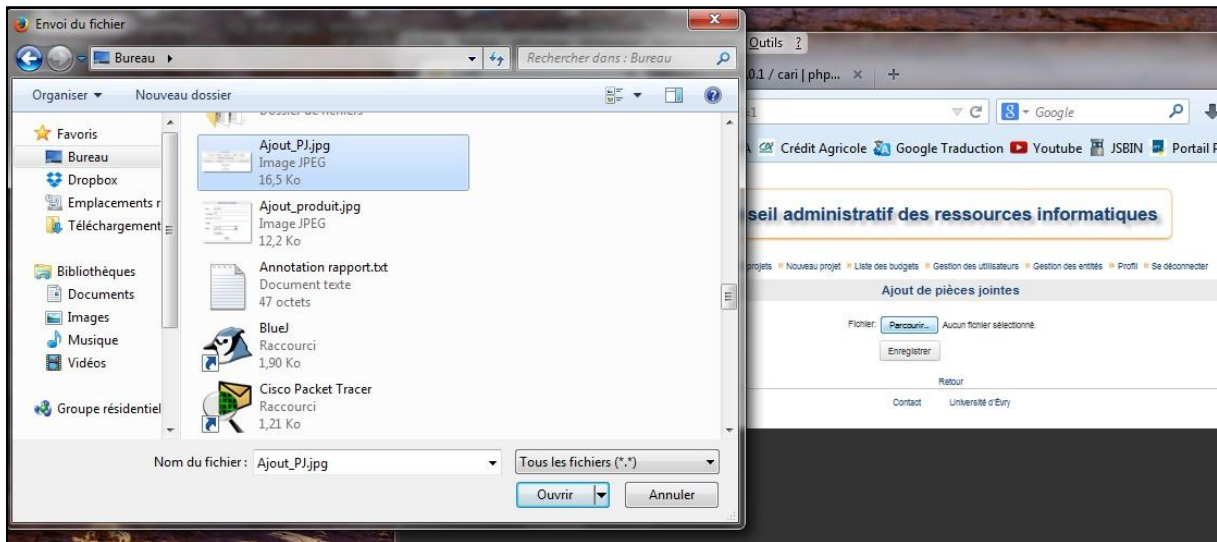 Envoi du fichier
Bureau
Rechercher dans : Bureau
Organiser
Nouveau dossier
Favoris
Bureau
Dropbox
Emplacements r
Téléchargement
Bibliothèques
Documents
Images
Musique
Vidéos
Groupe résidentiel
Dossier de fichiers
Ajout_PJ.jpg
Image JPEG
16,5 Ko
Ajout_produit.jpg
Image JPEG
12,2 Ko
Annotation rapport.txt
Document texte
47 octets
BlueJ
Raccourci
1,90 Ko
Cisco Packet Tracer
Raccourci
1,21 Ko
Nom du fichier : Ajout_PJ.jpg
Tous les fichiers (*.*)
Ouvrir
Annuler
Outils ?
.0.1 / cari | php... × +
=1
Google
Crédit Agricole Google Traduction Youtube JSBIN Portail
seil administratif des ressources informatiques
projets » Nouveau projet » Liste des budgets » Gestion des utilisateurs » Gestion des entités » Profil » Se déconnecter
Ajout de pièces jointes
Fichier: Parcourir... Aucun fichier sélectionné.
Enregistrer
Retour
Contact Université d'Évry